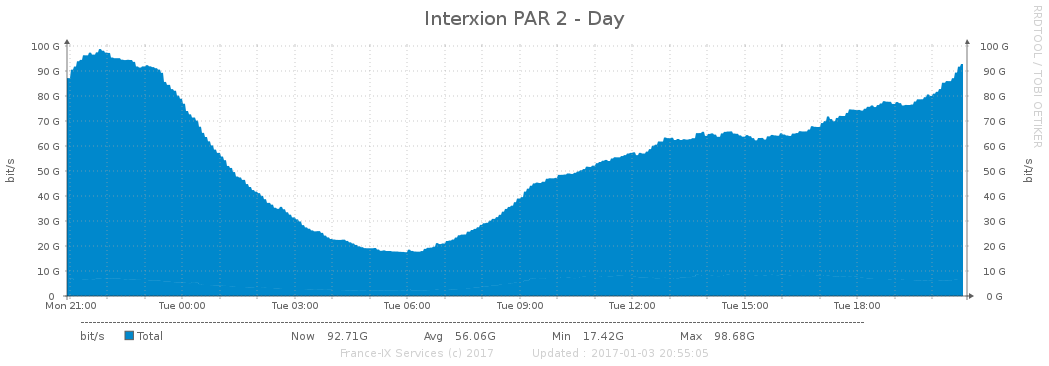 Interxion PAR 2 - Day
RRDTOOL / TOBI OETIKER
bit/s
100 G
90 G
80 G
70 G
60 G
50 G
40 G
30 G
20 G
10 G
0
100 G
90 G
80 G
70 G
60 G
50 G
40 G
30 G
20 G
10 G
0 G
bit/s
Mon 21:00 Tue 00:00 Tue 03:00 Tue 06:00 Tue 09:00 Tue 12:00 Tue 15:00 Tue 18:00
bit/s Total Now 92.71G Avg 56.06G Min 17.42G Max 98.68G
France-IX Services (c) 2017 Updated : 2017-01-03 20:55:05